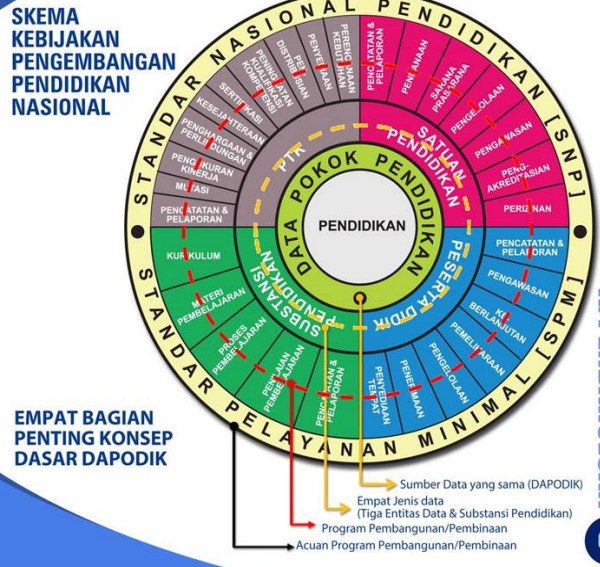 SKEMA
KEBIJAKAN
PENGEMBANGAN
PENDIDIKAN
NASIONAL
STANDAR NASIONAL PENDIDIKAN [SNP]
STANDAR PELAYANAN MINIMAL [SPM]
PERENCANAAN
KEBUTUHAN
PENYEDIAAN
PENDISTRIBUSIAN
PENINGKATAN
KUALIFIKASI
KOMPETENSI
SERTIFIKASI
KESEJAHTERAAN
PENGHARGAAN &
PERLINDUNGAN
PENGUKURAN
KINERJA
MUTASI
PENCATATAN &
PELAPORAN
PENCATATAN &
PELAPORAN
SARANA
PRASARANA
PENGELOLAAN
PENGAWASAN
PENG-
AKREDITASIAN
PERIZINAN
PENCATATAN &
PELAPORAN
PENGAWASAN
KE-
BERLANJUTAN
PEMELIHARAAN
PENGELOLAAN
PENERIMAAN
PENYEDIAAN
TEMPAT
PENCATATAN &
PELAPORAN
PENILAIAN
PEMBELAJARAN
PROSES
PEMBELAJARAN
MATERI
PEMBELAJARAN
KURIKULUM
PTK
SATUAN
PENDIDIKAN
PESERTA DIDIK
SUBSTANSI
PENDIDIKAN
DATA POKOK PENDIDIKAN
PENDIDIKAN
EMPAT BAGIAN
PENTING KONSEP
DASAR DAPODIK
Sumber Data yang sama (DAPODIK)
Empat Jenis data
(Tiga Entitas Data & Substansi Pendidikan)
Program Pembangunan/Pembinaan
Acuan Program Pembangunan/Pembinaan